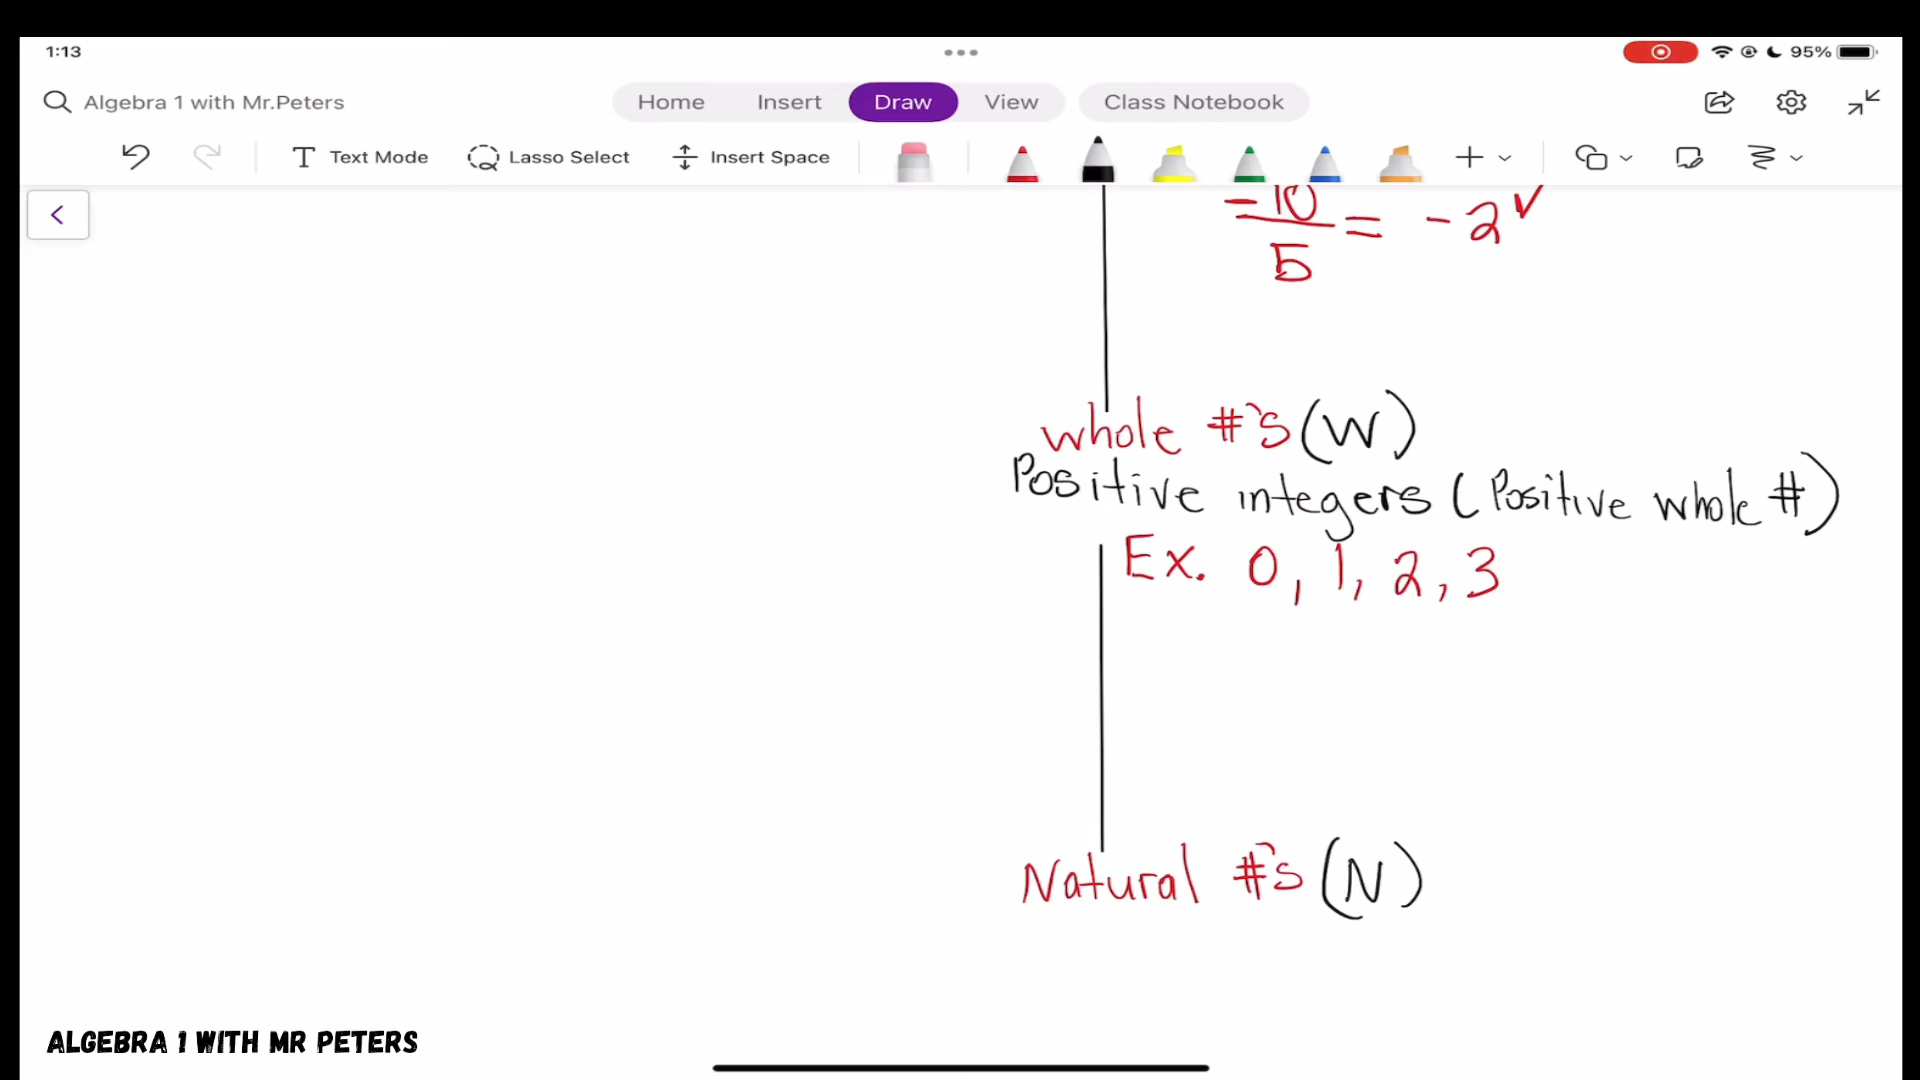 1:13
95%
Algebra 1 with Mr.Peters
Home Insert Draw View Class Notebook
Text Mode Lasso Select Insert Space
-10
5
= -2
whole #'s (W)
Positive integers (Positive whole #)
Ex. 0, 1, 2, 3
Natural #'s (N)
ALGEBRA 1 WITH MR PETERS